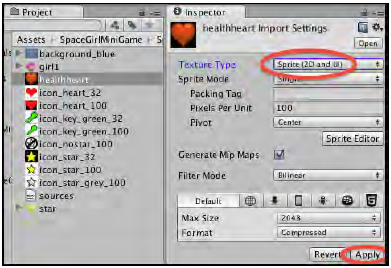 Project
Assets SpaceGirlMiniGame
background_blue
girl1
healthheart
icon_heart_32
icon_heart_100
icon_key_green_32
icon_key_green_100
icon_nostar_100
icon_star_32
icon_star_100
icon_star_grey_100
sources
star
Inspector
healthheart Import Settings
Open
Texture Type Sprite (2D and UI)
Sprite Mode Single
Packing Tag
Pixels Per Unit 100
Pivot Center
Sprite Editor
Generate Mip Maps
Filter Mode Bilinear
Default
Max Size 2048
Format Compressed
Revert Apply